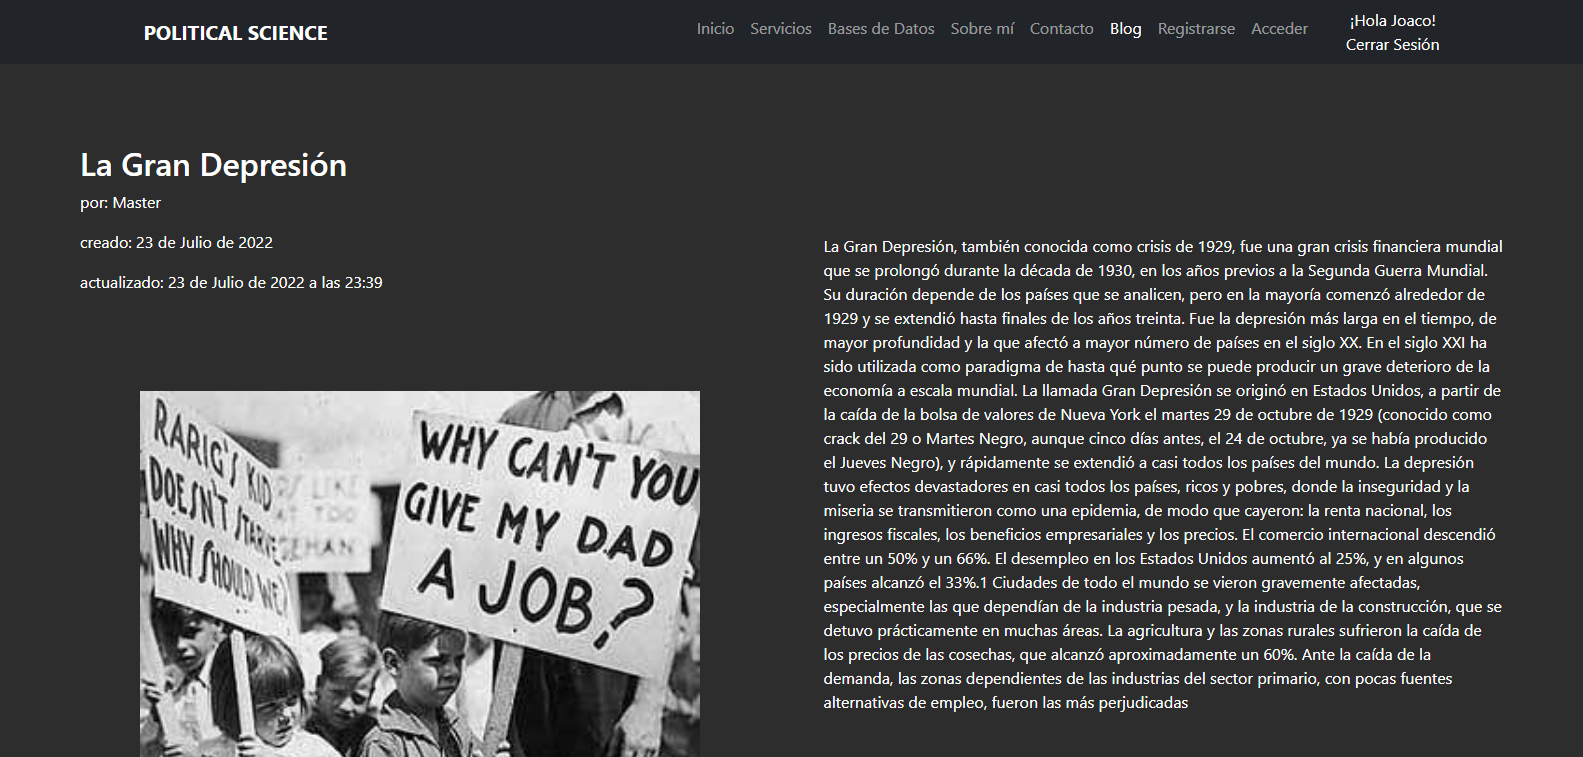 POLITICAL SCIENCE
Inicio Servicios Bases de Datos Sobre mí Contacto Blog Registrarse Acceder
¡Hola Joaco!
Cerrar Sesión
La Gran Depresión
por: Master
creado: 23 de Julio de 2022
actualizado: 23 de Julio de 2022 a las 23:39
RARIG'S KID
DOESN'T STARVE
WHY SHOULD WE?
WHY CAN'T YOU
GIVE MY DAD
A JOB?
La Gran Depresión, también conocida como crisis de 1929, fue una gran crisis financiera mundial
que se prolongó durante la década de 1930, en los años previos a la Segunda Guerra Mundial.
Su duración depende de los países que se analicen, pero en la mayoría comenzó alrededor de
1929 y se extendió hasta finales de los años treinta. Fue la depresión más larga en el tiempo, de
mayor profundidad y la que afectó a mayor número de países en el siglo XX. En el siglo XXI ha
sido utilizada como paradigma de hasta qué punto se puede producir un grave deterioro de la
economía a escala mundial. La llamada Gran Depresión se originó en Estados Unidos, a partir de
la caída de la bolsa de valores de Nueva York el martes 29 de octubre de 1929 (conocido como
crack del 29 o Martes Negro, aunque cinco días antes, el 24 de octubre, ya se había producido
el Jueves Negro), y rápidamente se extendió a casi todos los países del mundo. La depresión
tuvo efectos devastadores en casi todos los países, ricos y pobres, donde la inseguridad y la
miseria se transmitieron como una epidemia, de modo que cayeron: la renta nacional, los
ingresos fiscales, los beneficios empresariales y los precios. El comercio internacional descendió
entre un 50% y un 66%. El desempleo en los Estados Unidos aumentó al 25%, y en algunos
países alcanzó el 33%.1 Ciudades de todo el mundo se vieron gravemente afectadas,
especialmente las que dependían de la industria pesada, y la industria de la construcción, que se
detuvo prácticamente en muchas áreas. La agricultura y las zonas rurales sufrieron la caída de
los precios de las cosechas, que alcanzó aproximadamente un 60%. Ante la caída de la
demanda, las zonas dependientes de las industrias del sector primario, con pocas fuentes
alternativas de empleo, fueron las más perjudicadas